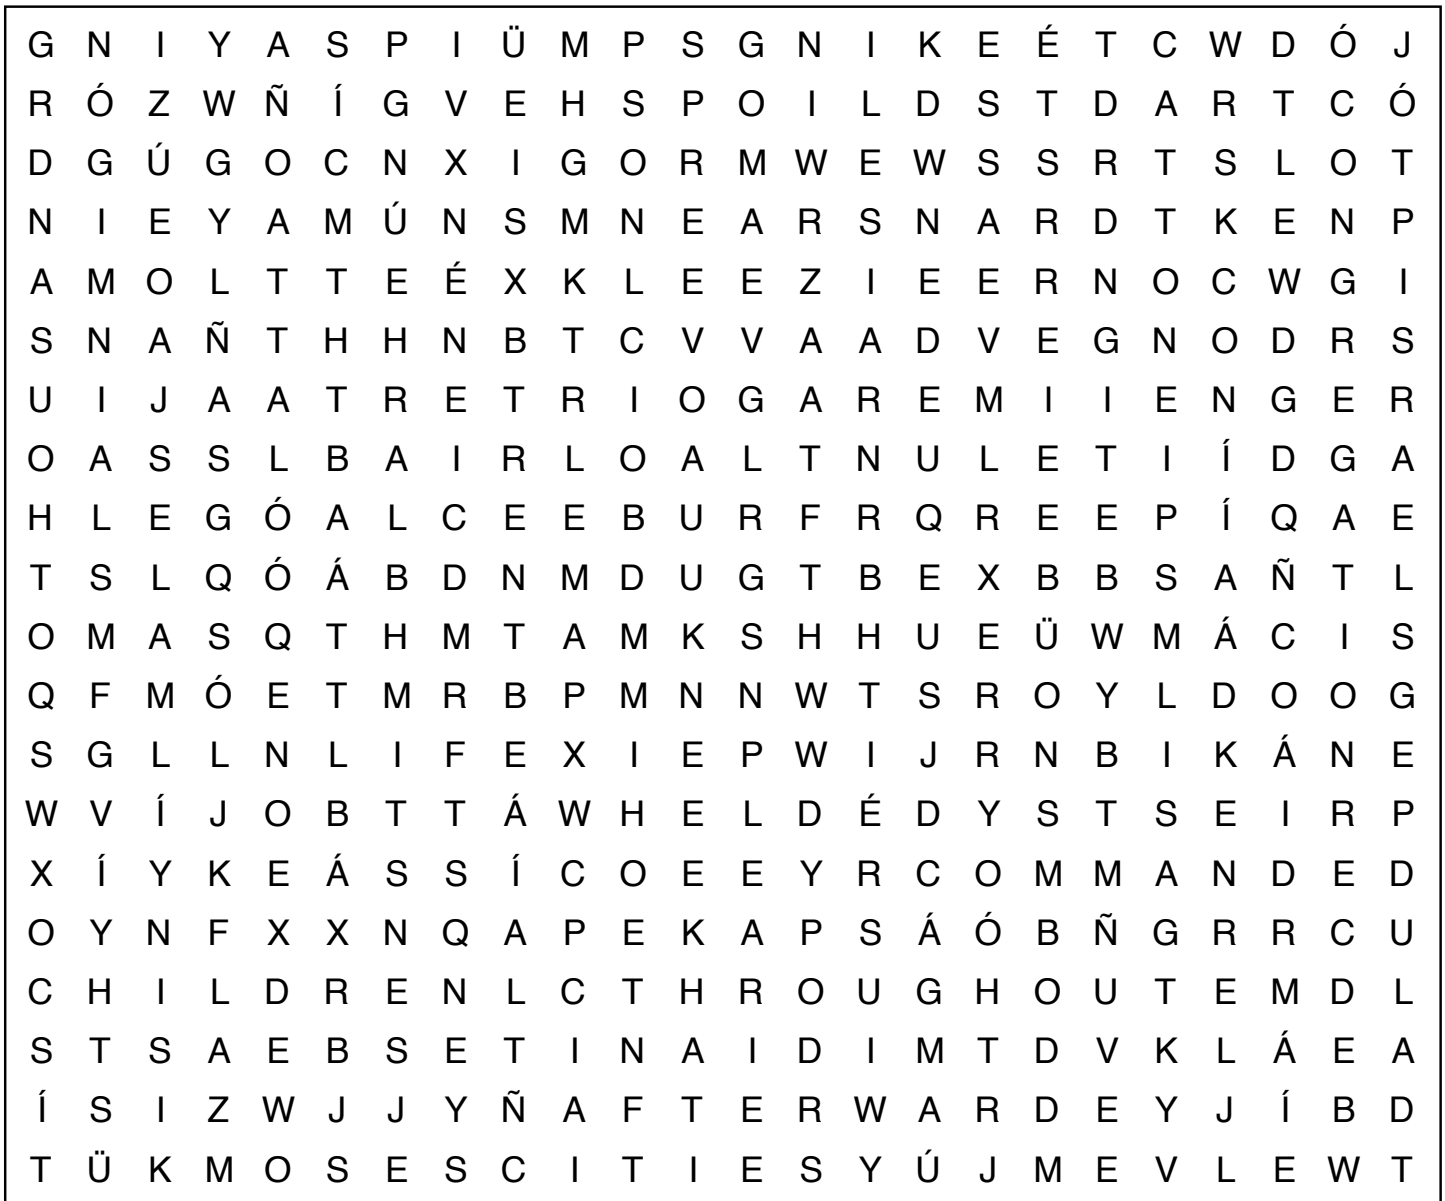 G N I Y A S P I Ü M P S G N I K E É T C W D Ó J
R Ó Z W Ñ Í G V E H S P O I L D S T D A R T C Ó
D G Ú G O C N X I G O R M W E W S S R T S L O T
N I E Y A M Ú N S M N E A R S N A R D T K E N P
A M O L T T E É X K L E E Z I E E R N O C W G I
S N A Ñ T H H N B T C V V A A D V E G N O D R S
U I J A A T R E T R I O G A R E M I I E N G E R
O A S S L B A I R L O A L T N U L E T I Í D G A
H L E G Ó A L C E E B U R F R Q R E E P Í Q A E
T S L Q Ó Á B D N M D U G T B E X B B S A Ñ T L
O M A S Q T H M T A M K S H H U E Ü W M Á C I S
Q F M Ó E T M R B P M N N W T S R O Y L D O O G
S G L L N L I F E X I E P W I J R N B I K Á N E
W V Í J O B T T Á W H E L D É D Y S T S E I R P
X Í Y K E Á S S Í C O E E Y R C O M M A N D E D
O Y N F X X N Q A P E K A P S Á Ó B Ñ G R R C U
C H I L D R E N L C T H R O U G H O U T E M D L
S T S A E B S E T I N A I D I M T D V K L Á E A
Í S I Z W J J Y Ñ A F T E R W A R D E Y J Í B D
T Ü K M O S E S C I T I E S Y Ú J M E V L E W T